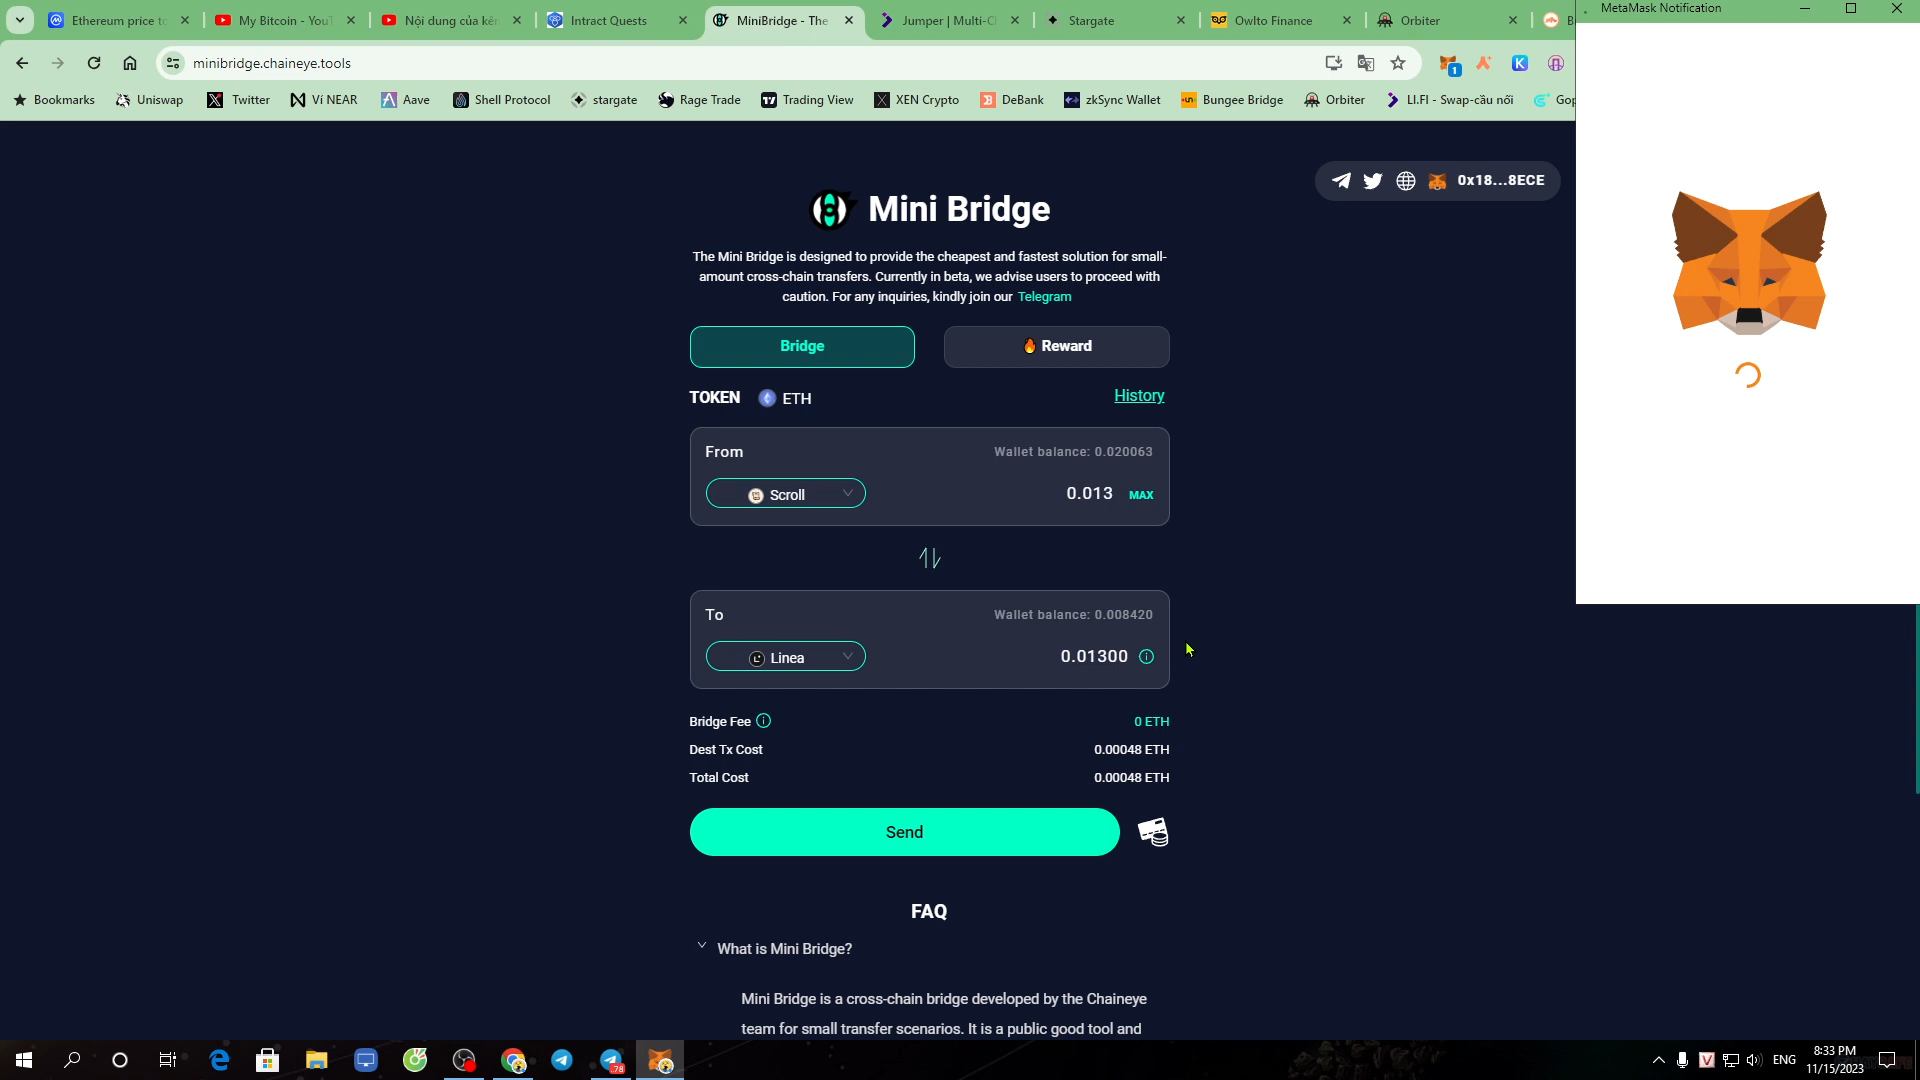 Ethereum price to
My Bitcoin - YouT
Nội dung của kên
Intract Quests
MiniBridge - The
Jumper | Multi-Cl
Stargate
Owlto Finance
Orbiter
MetaMask Notification
minibridge.chaineye.tools
1
K
Bookmarks
Uniswap
Twitter
Ví NEAR
Aave
Shell Protocol
stargate
Rage Trade
Trading View
XEN Crypto
DeBank
zkSync Wallet
Bungee Bridge
Orbiter
LI.FI - Swap-cầu nối
Gop
0x18...8ECE
Mini Bridge
The Mini Bridge is designed to provide the cheapest and fastest solution for small-
amount cross-chain transfers. Currently in beta, we advise users to proceed with
caution. For any inquiries, kindly join our Telegram
Bridge
Reward
TOKEN ETH
History
From
Wallet balance: 0.020063
Scroll
0.013 MAX
To
Wallet balance: 0.008420
Linea
0.01300
Bridge Fee
0 ETH
Dest Tx Cost
0.00048 ETH
Total Cost
0.00048 ETH
Send
FAQ
What is Mini Bridge?
Mini Bridge is a cross-chain bridge developed by the Chaineye
team for small transfer scenarios. It is a public good tool and
78
V
ENG
8:33 PM
11/15/2023